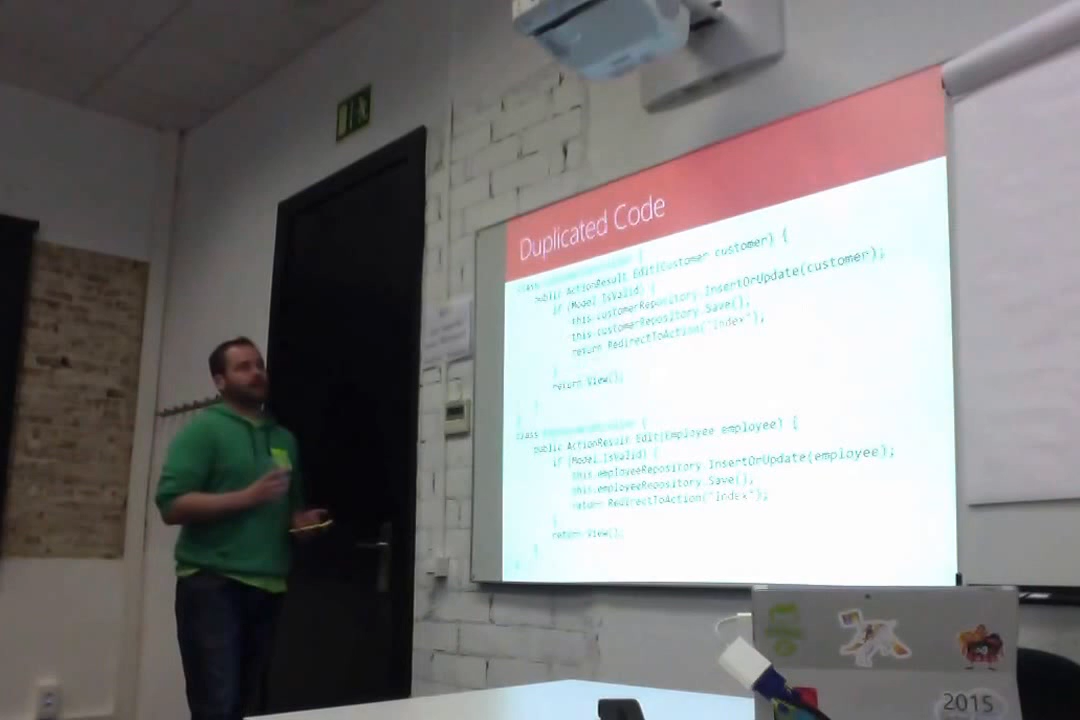 Duplicated Code
class {
public ActionResult Edit(Customer customer) {
if (Model.IsValid) {
this.customerRepository.InsertOrUpdate(customer);
this.customerRepository.Save();
return RedirectToAction("Index");
}
return View();
}
}
class {
public ActionResult Edit(Employee employee) {
if (Model.IsValid) {
this.employeeRepository.InsertOrUpdate(employee);
this.employeeRepository.Save();
return RedirectToAction("Index");
}
return View();
}
}
2015